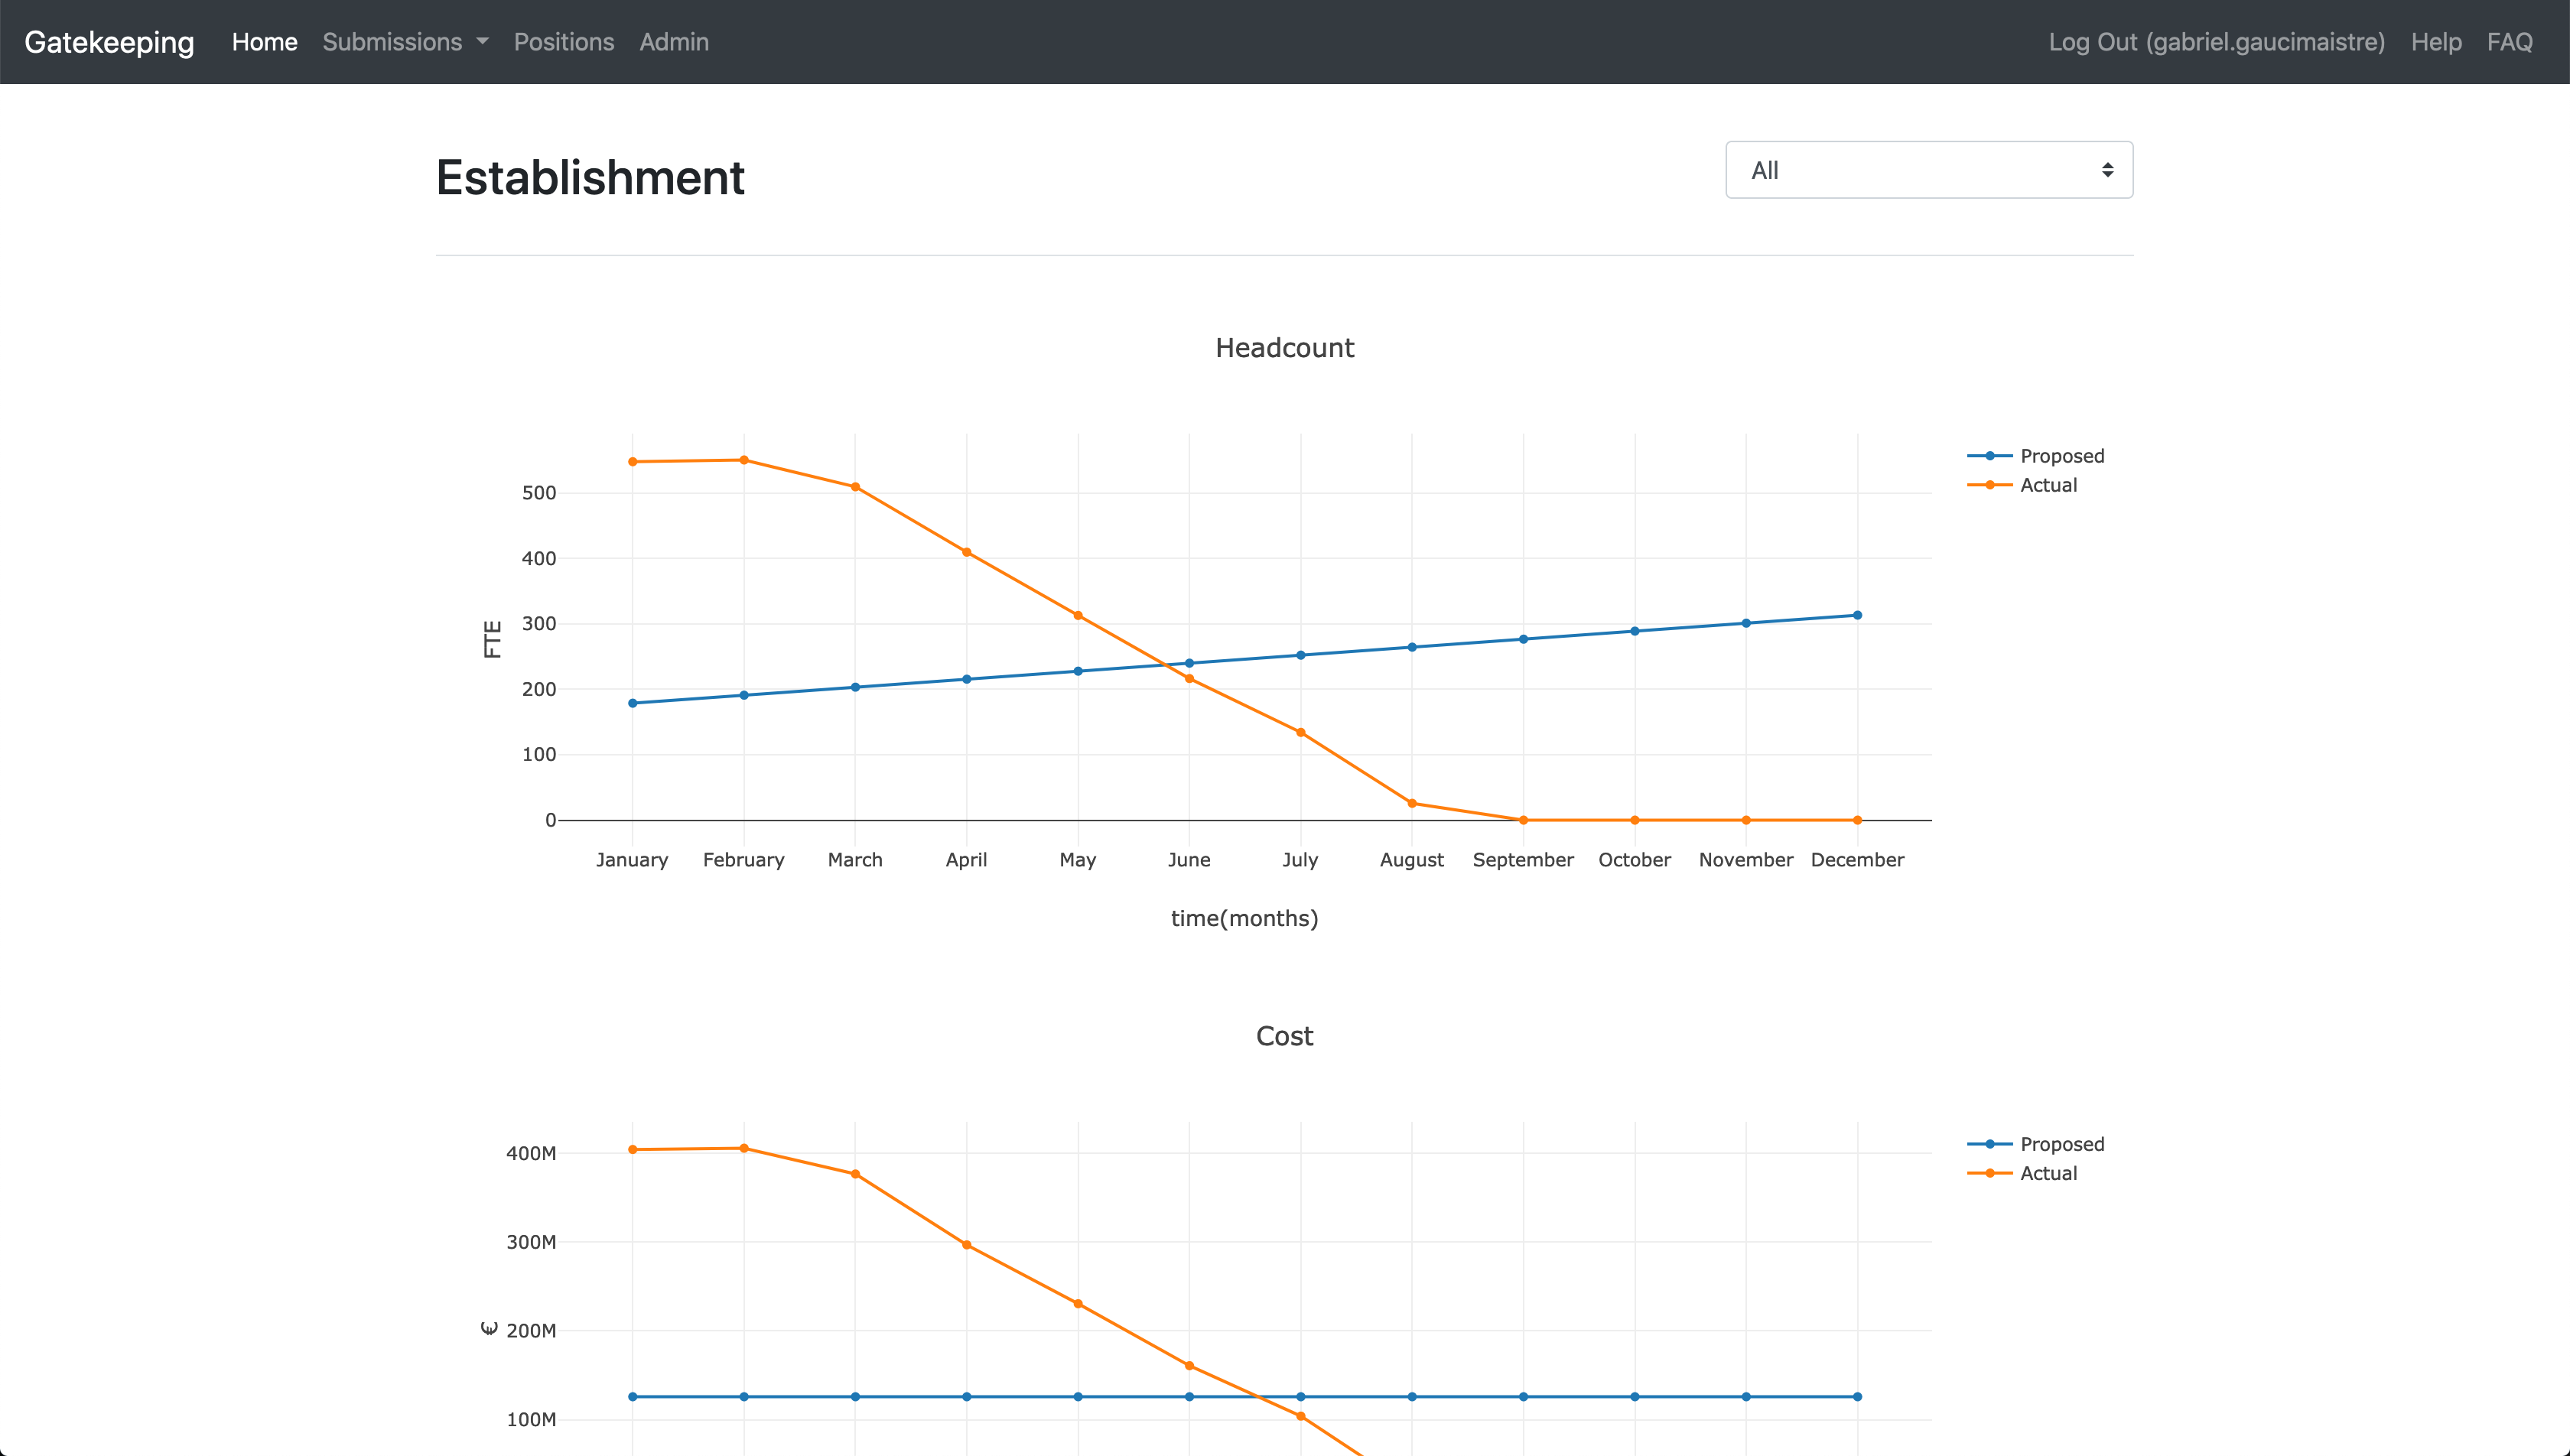 Gatekeeping Home Submissions Positions Admin Log Out (gabriel.gaucimaistre) Help FAQ
Establishment
All
Headcount
Proposed
Actual
500
400
300
200
100
0
FTE
January February March April May June July August September October November December
time(months)
Cost
Proposed
Actual
400M
300M
200M
100M
€